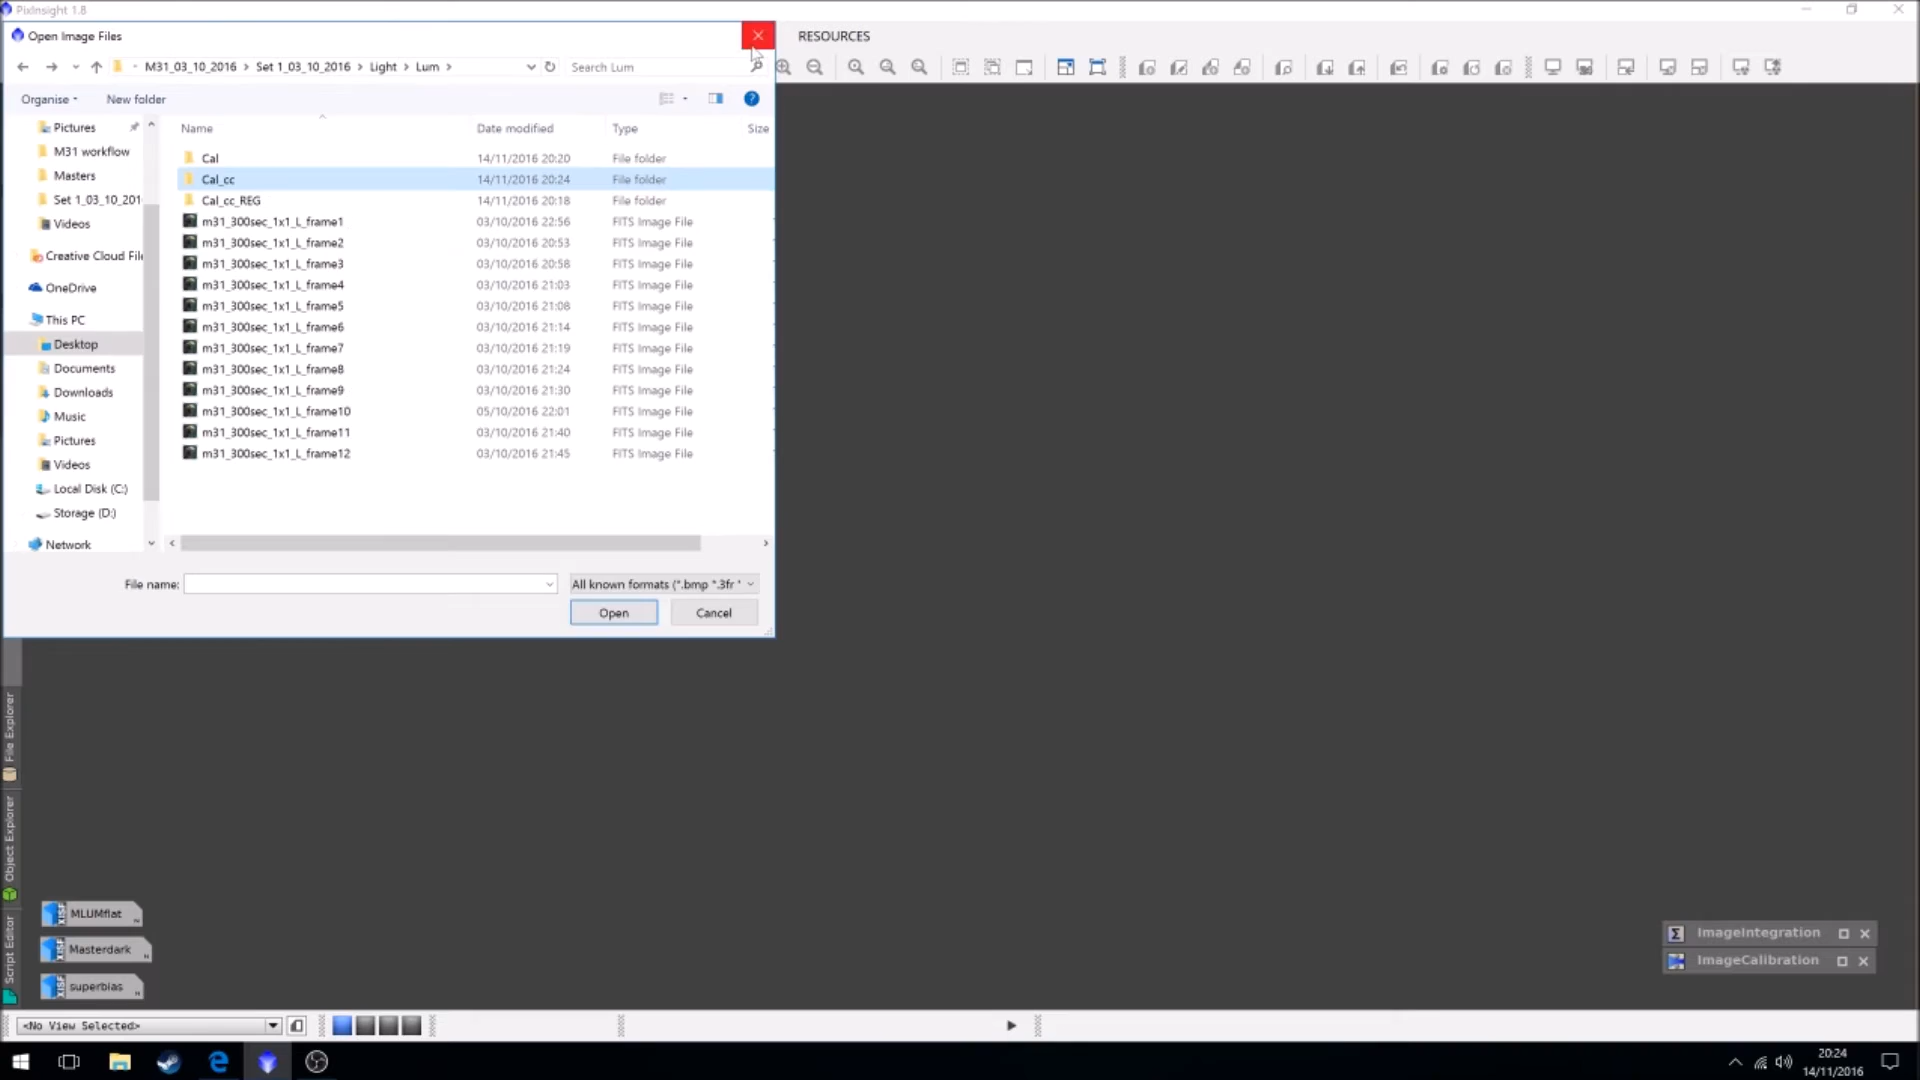 PixInsight 1.8
Open Image Files
RESOURCES
M31_03_10_2016 > Set 1_03_10_2016 > Light > Lum >
Search Lum
Organise
New folder
Name
Date modified
Type
Size
Pictures
M31 workflow
Masters
Set 1_03_10_201
Videos
Creative Cloud File
OneDrive
This PC
Desktop
Documents
Downloads
Music
Pictures
Videos
Local Disk (C:)
Storage (D:)
Network
Cal 14/11/2016 20:20 File folder
Cal_cc 14/11/2016 20:24 File folder
Cal_cc_REG 14/11/2016 20:18 File folder
m31_300sec_1x1_L_frame1 03/10/2016 22:56 FITS Image File
m31_300sec_1x1_L_frame2 03/10/2016 20:53 FITS Image File
m31_300sec_1x1_L_frame3 03/10/2016 20:58 FITS Image File
m31_300sec_1x1_L_frame4 03/10/2016 21:03 FITS Image File
m31_300sec_1x1_L_frame5 03/10/2016 21:08 FITS Image File
m31_300sec_1x1_L_frame6 03/10/2016 21:14 FITS Image File
m31_300sec_1x1_L_frame7 03/10/2016 21:19 FITS Image File
m31_300sec_1x1_L_frame8 03/10/2016 21:24 FITS Image File
m31_300sec_1x1_L_frame9 03/10/2016 21:30 FITS Image File
m31_300sec_1x1_L_frame10 05/10/2016 22:01 FITS Image File
m31_300sec_1x1_L_frame11 03/10/2016 21:40 FITS Image File
m31_300sec_1x1_L_frame12 03/10/2016 21:45 FITS Image File
File name:
All known formats (*.bmp *.3fr *
Open
Cancel
File Explorer
Object Explorer
Script Editor
XISF MLUMflat N
XISF Masterdark N
XISF superbias N
ImageIntegration
ImageCalibration
<No View Selected>
20:24
14/11/2016